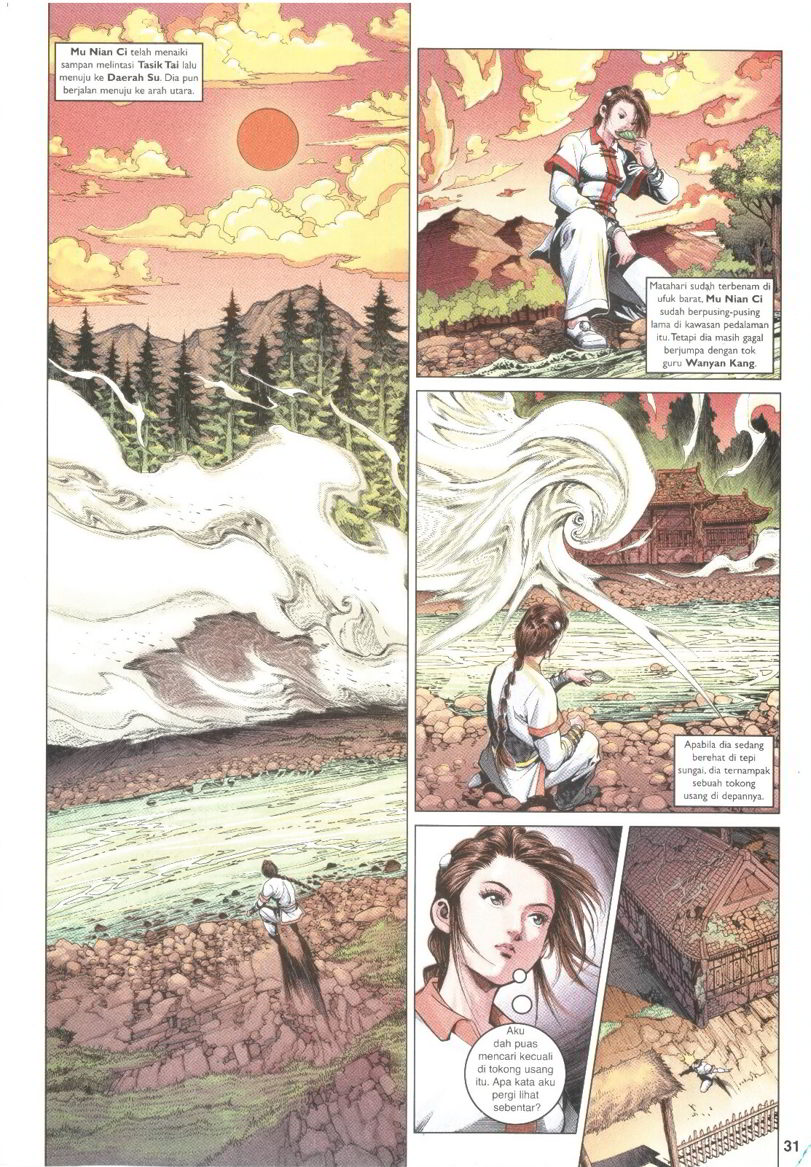 Mu Nian Ci telah menaiki
sampan melintasi Tasik Tai lalu
menuju ke Daerah Su. Dia pun
berjalan menuju ke arah utara.
Matahari sudah terbenam di
ufuk barat, Mu Nian Ci
sudah berpusing-pusing
lama di kawasan pedalaman
itu. Tetapi dia masih gagal
berjumpa dengan tok
guru Wanyan Kang.
Apabila dia sedang
berehat di tepi
sungai, dia ternampak
sebuah tokong
usang di depannya.
Aku
dah puas
mencari kecuali
di tokong usang
itu. Apa kata aku
pergi lihat
sebentar?
31